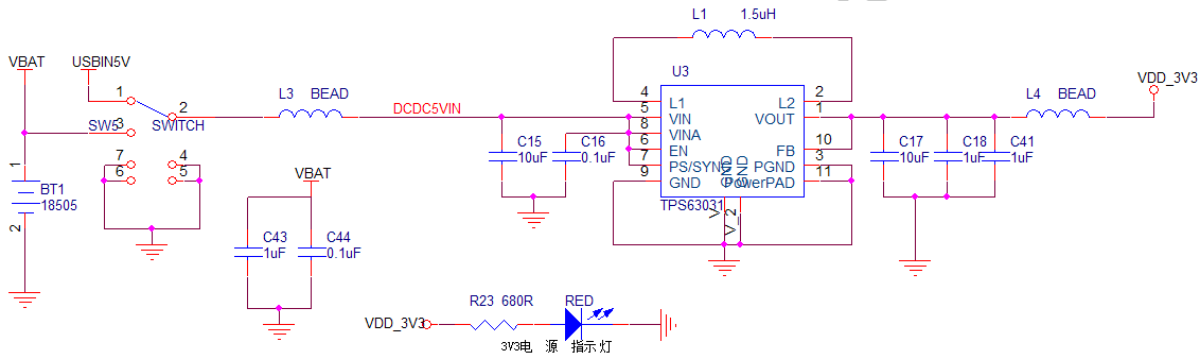 L1 1.5uH
VBAT USBIN5V U3 VDD_3V3
1 2 L3 BEAD DCDC5VIN 4 L1 L2 2 L4 BEAD
5 VIN VOUT 1
SW5 3 SWITCH 8 VINA
C15 10uF C16 0.1uF 6 EN FB 10 C17 10uF C18 1uF C41 1uF
7 4 7 PS/SYNC PGND 3
6 5 9 GND GND GND PowerPAD 11
1 BT1 18505 2
TPS63031
V_2
VBAT
C43 1uF C44 0.1uF
R23 680R RED
VDD_3V3
3V3电 源 指示灯